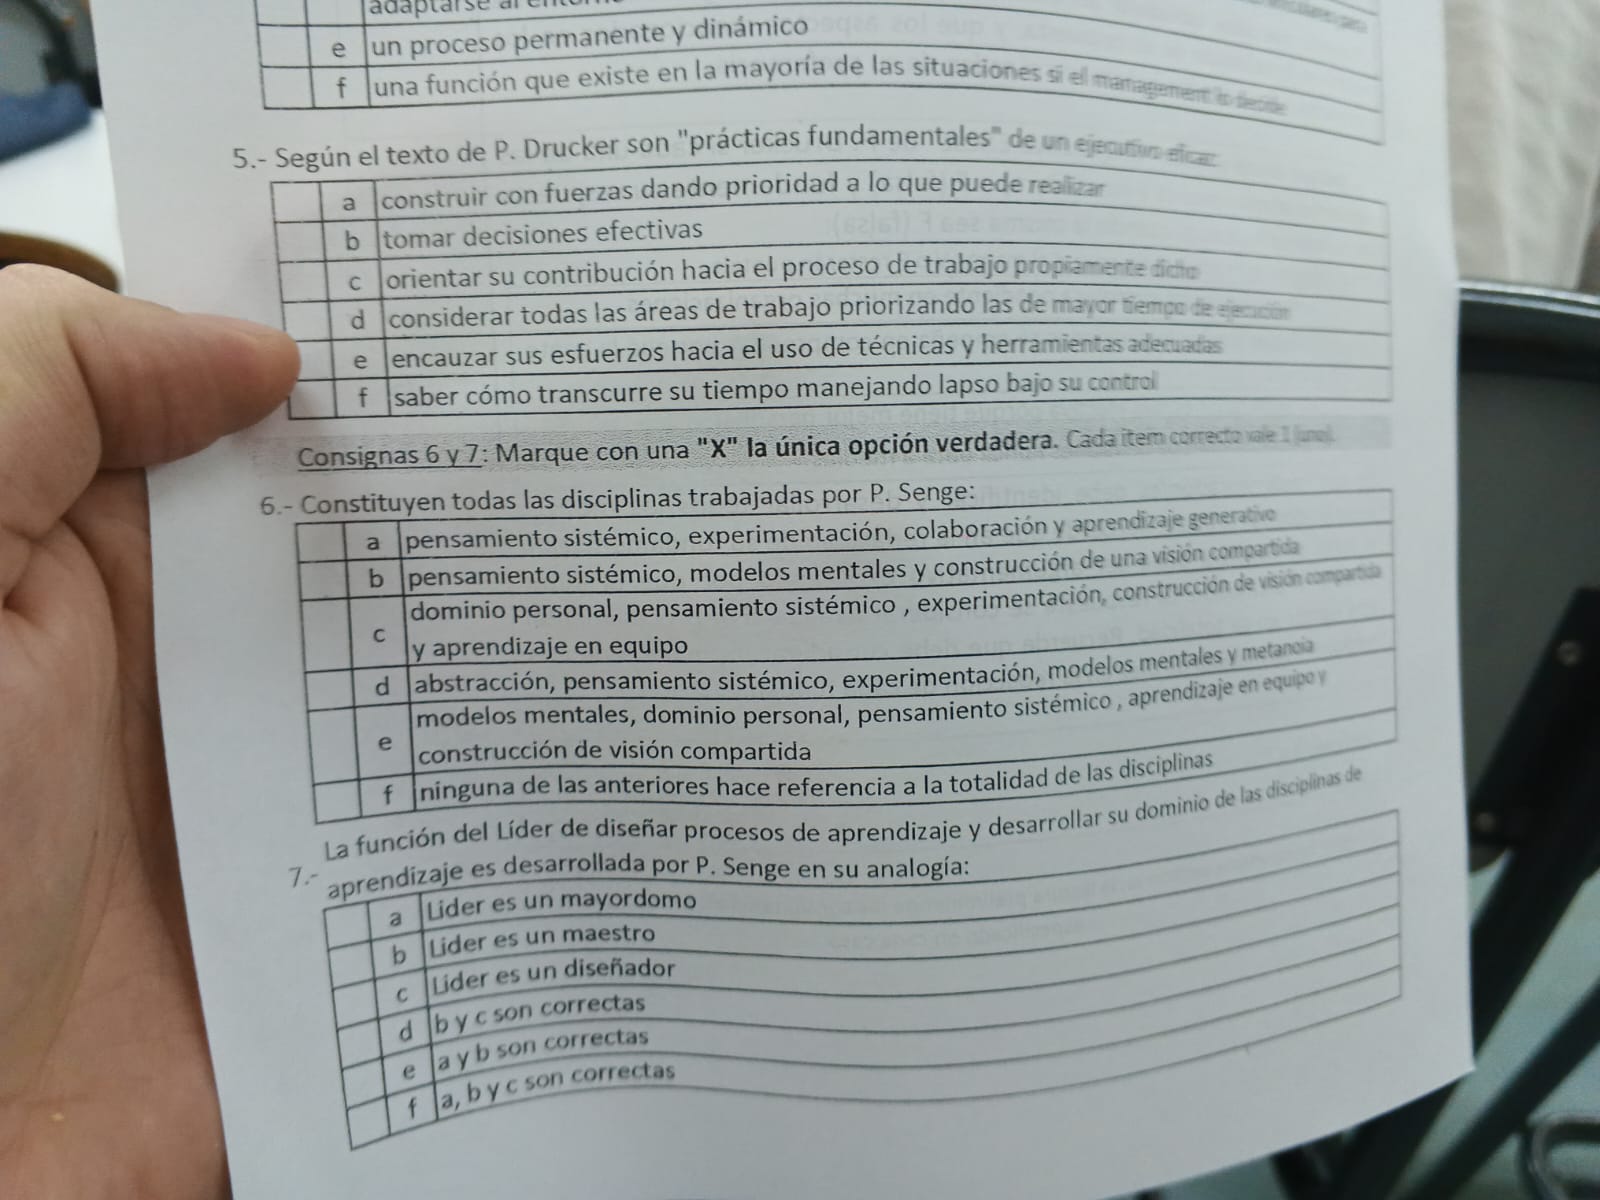 e un proceso permanente y dinámico
f una función que existe en la mayoría de las situaciones si el management lo decide
5.- Según el texto de P. Drucker son "prácticas fundamentales" de un ejecutivo eficaz:
a construir con fuerzas dando prioridad a lo que puede realizar
b tomar decisiones efectivas
c orientar su contribución hacia el proceso de trabajo propiamente dicho
d considerar todas las áreas de trabajo priorizando las de mayor tiempo de ejecución
e encauzar sus esfuerzos hacia el uso de técnicas y herramientas adecuadas
f saber cómo transcurre su tiempo manejando lapso bajo su control
Consignas 6 y 7: Marque con una "X" la única opción verdadera. Cada item correcto vale 1 (uno).
6.- Constituyen todas las disciplinas trabajadas por P. Senge:
a pensamiento sistémico, experimentación, colaboración y aprendizaje generativo
b pensamiento sistémico, modelos mentales y construcción de una visión compartida
c dominio personal, pensamiento sistémico , experimentación, construcción de visión compartida
y aprendizaje en equipo
d abstracción, pensamiento sistémico, experimentación, modelos mentales y metanoia
e modelos mentales, dominio personal, pensamiento sistémico , aprendizaje en equipo y
construcción de visión compartida
f ninguna de las anteriores hace referencia a la totalidad de las disciplinas
La función del Líder de diseñar procesos de aprendizaje y desarrollar su dominio de las disciplinas de
7.- aprendizaje es desarrollada por P. Senge en su analogía:
a Lider es un mayordomo
b Lider es un maestro
c Lider es un diseñador
d b y c son correctas
e a y b son correctas
f a, b y c son correctas